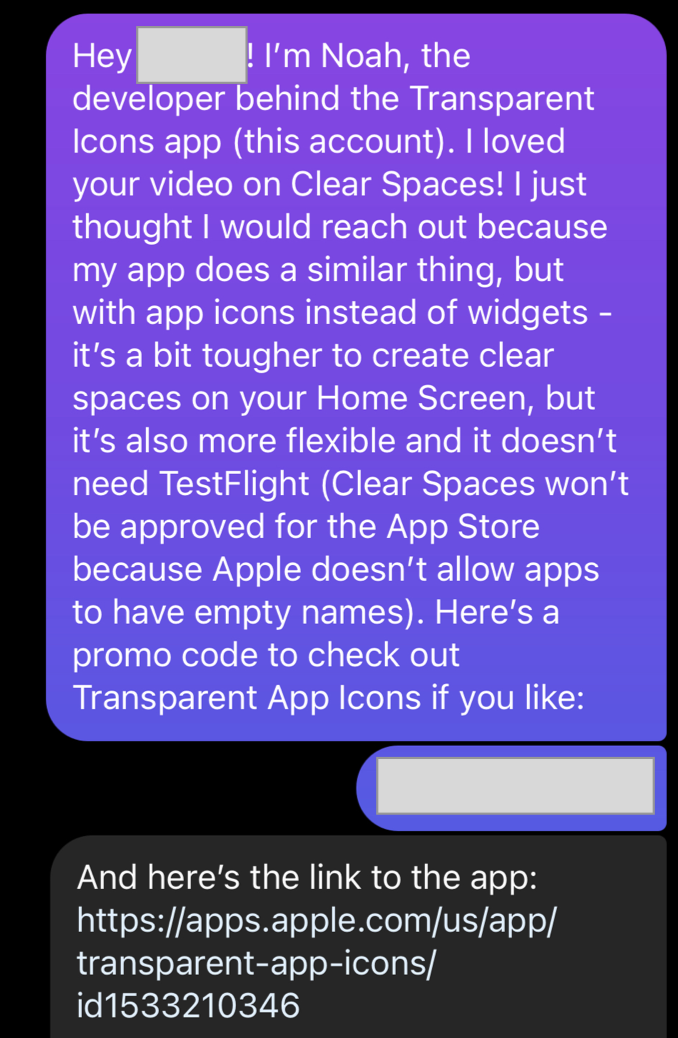 Hey ! I’m Noah, the
developer behind the Transparent
Icons app (this account). I loved
your video on Clear Spaces! I just
thought I would reach out because
my app does a similar thing, but
with app icons instead of widgets -
it’s a bit tougher to create clear
spaces on your Home Screen, but
it’s also more flexible and it doesn’t
need TestFlight (Clear Spaces won’t
be approved for the App Store
because Apple doesn’t allow apps
to have empty names). Here’s a
promo code to check out
Transparent App Icons if you like:
And here’s the link to the app:
https://apps.apple.com/us/app/
transparent-app-icons/
id1533210346